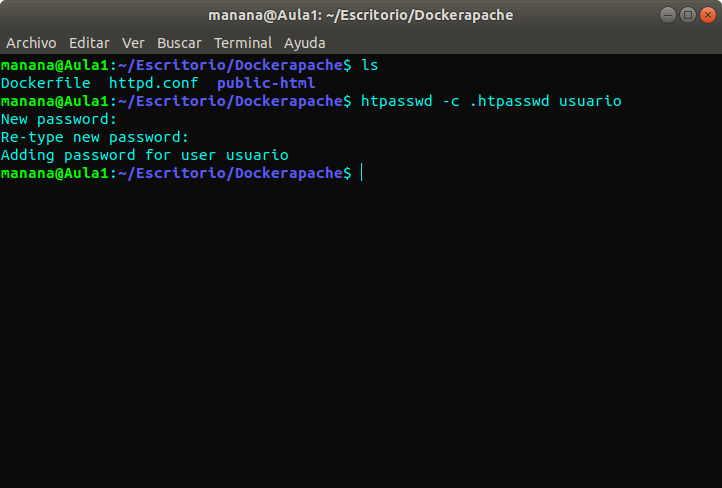 manana@Aula1: ~/Escritorio/Dockerapache
Archivo Editar Ver Buscar Terminal Ayuda
manana@Aula1:~/Escritorio/Dockerapache$ ls
Dockerfile  httpd.conf  public-html
manana@Aula1:~/Escritorio/Dockerapache$ htpasswd -c .htpasswd usuario
New password:
Re-type new password:
Adding password for user usuario
manana@Aula1:~/Escritorio/Dockerapache$